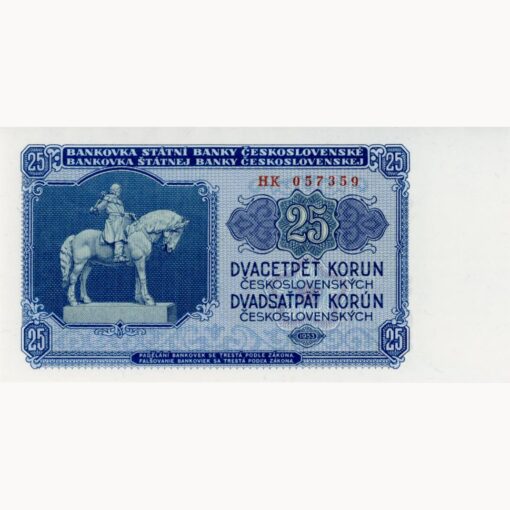 25 BANKOVKA STÁTNÍ BANKY ČESKOSLOVENSKÉ 25
BANKOVKA ŠTÁTNEJ BANKY ČESKOSLOVENSKEJ
HK 057359
25
DVACETPĚT KORUN
ČESKOSLOVENSKÝCH
DVADSAŤPÄŤ KORÚN
ČESKOSLOVENSKÝCH
1953
25 25
PADĚLÁNÍ BANKOVEK SE TRESTÁ PODLE ZÁKONA
FALŠOVANIE BANKOVIEK SA TRESTÁ PODĽA ZÁKONA